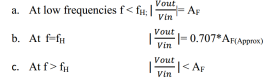 a. At low frequencies f < fH; |Vout/Vin|= AF
b. At f=fH |Vout/Vin|= 0.707*AF(Approx)
c. At f > fH |Vout/Vin|< AF